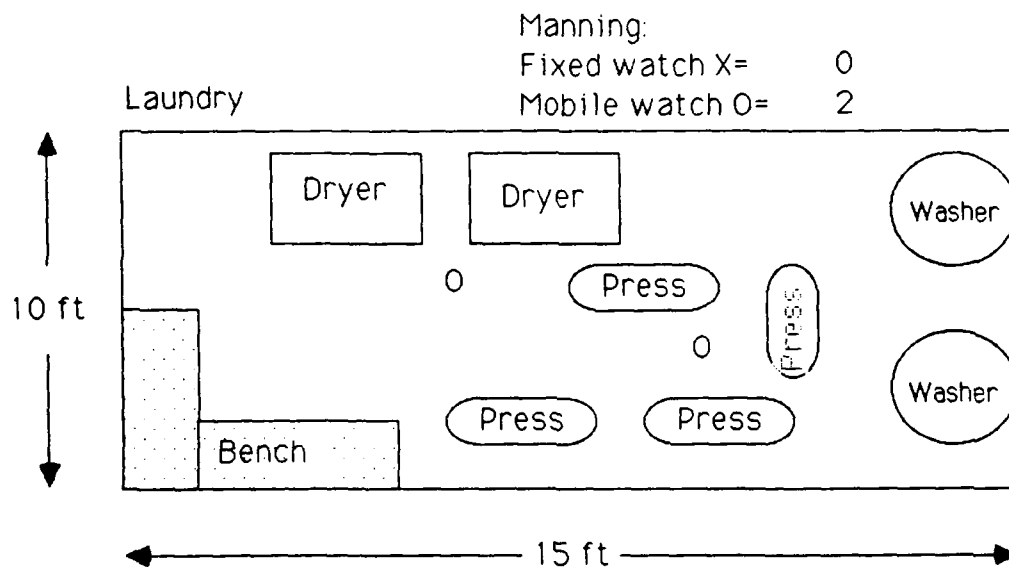 Manning:
Fixed watch X= 0
Mobile watch O= 2
Laundry
Dryer
Dryer
Washer
O
Press
Press
10 ft
O
Washer
Press
Press
Bench
15 ft